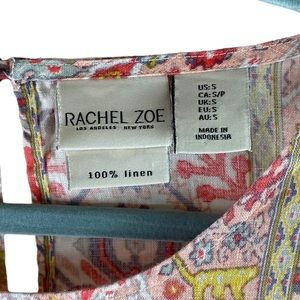 RACHEL ZOE
LOS ANGELES NEW YORK
100% linen
US: S
CA: S/P
UK: S
EU: S
AU: S
MADE IN
INDONESIA